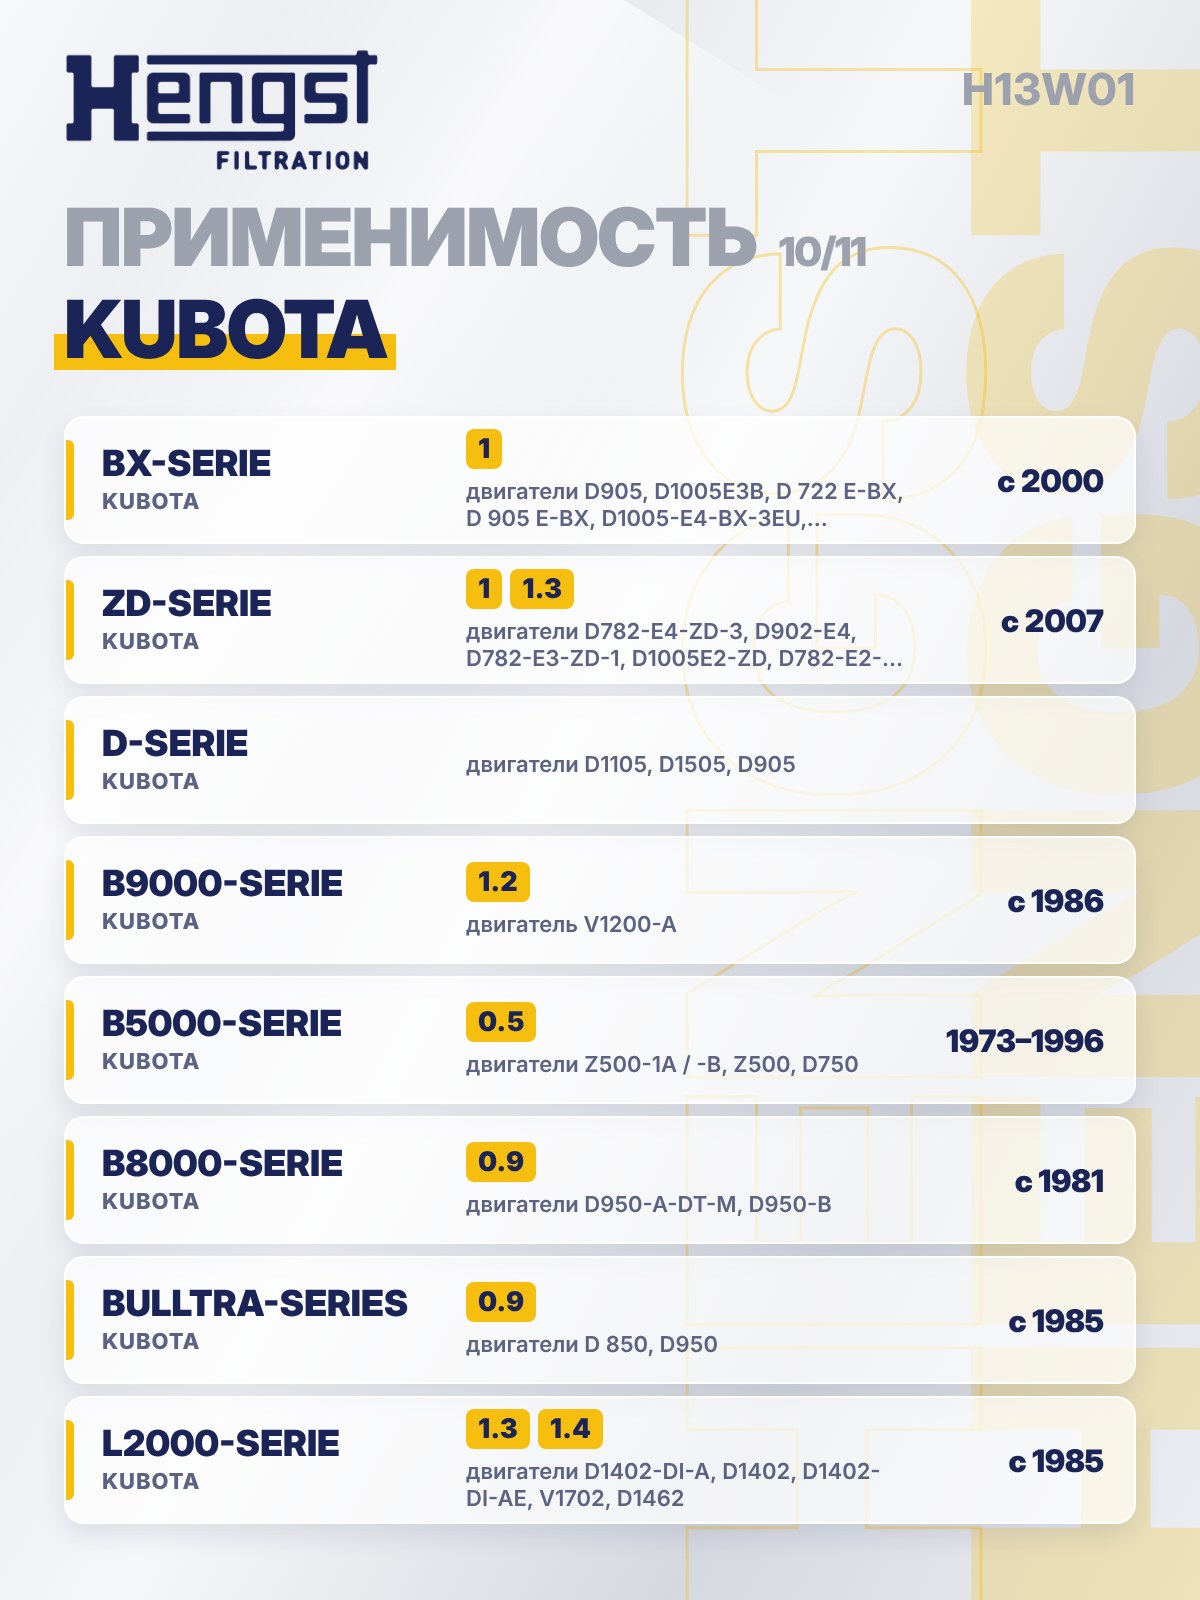 Hengst
FILTRATION
H13W01
ПРИМЕНИМОСТЬ 10/11
KUBOTA
BX-SERIE
KUBOTA
1
двигатели D905, D1005E3B, D 722 E-BX,
D 905 E-BX, D1005-E4-BX-3EU,...
с 2000
ZD-SERIE
KUBOTA
1 1.3
двигатели D782-E4-ZD-3, D902-E4,
D782-E3-ZD-1, D1005E2-ZD, D782-E2-...
с 2007
D-SERIE
KUBOTA
двигатели D1105, D1505, D905
B9000-SERIE
KUBOTA
1.2
двигатель V1200-A
с 1986
B5000-SERIE
KUBOTA
0.5
двигатели Z500-1A / -B, Z500, D750
1973–1996
B8000-SERIE
KUBOTA
0.9
двигатели D950-A-DT-M, D950-B
с 1981
BULLTRA-SERIES
KUBOTA
0.9
двигатели D 850, D950
с 1985
L2000-SERIE
KUBOTA
1.3 1.4
двигатели D1402-DI-A, D1402, D1402-
DI-AE, V1702, D1462
с 1985
HENGST
HENGST